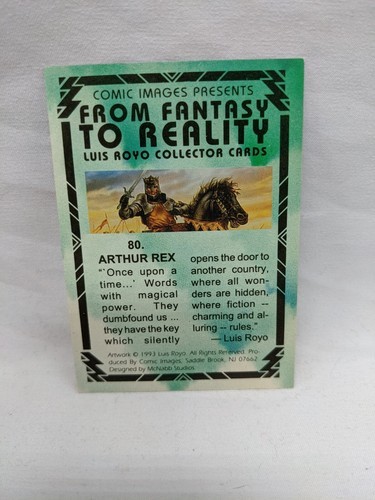 COMIC IMAGES PRESENTS
FROM FANTASY
TO REALITY
LUIS ROYO COLLECTOR CARDS
80.
ARTHUR REX
"'Once upon a
time...' Words
with magical
power. They
dumbfound us ...
they have the key
which silently
opens the door to
another country,
where all won-
ders are hidden,
where fiction --
charming and al-
luring -- rules."
— Luis Royo
Artwork © 1993 Luis Royo. All Rights Reserved. Pro-
duced By Comic Images, Saddle Brook, NJ 07662
Designed by McNabb Studios